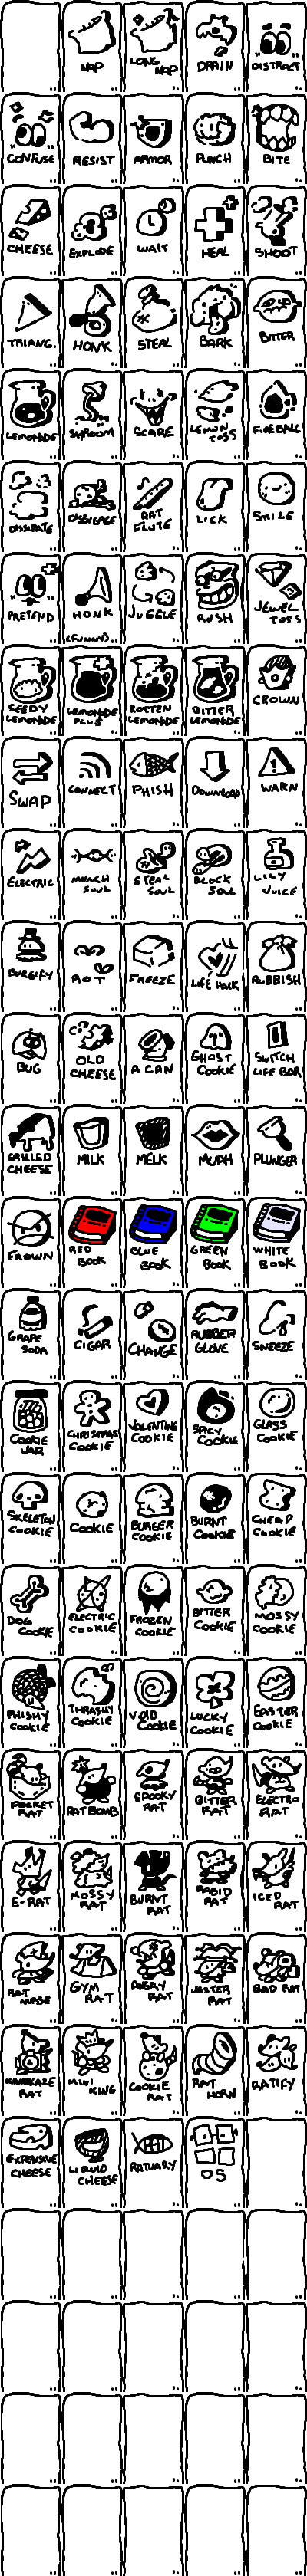 NAP
LONG NAP
DRAIN
DISTRACT
CONFUSE
RESIST
ARMOR
PUNCH
BITE
CHEESE
EXPLODE
WAIT
HEAL
SHOOT
TRIANG.
HONK
STEAL
BARK
BITTER
LEMONADE
SHROOM
SCARE
LEMON TOSS
FIREBALL
DISSIPATE
RAT FLUTE
LICK
SMILE
PRETEND
HONK (FUNNY)
JUGGLE
RUSH
JEWEL TOSS
SEEDY LEMONADE
LEMONADE PLUS
ROTTEN LEMONADE
BITTER LEMONADE
CROWN
SWAP
CONNECT
PHISH
DOWNLOAD
WARN
ELECTRIC
MUNCH SOUL
STEAL SOUL
BLOCK SOUL
LILY JUICE
BURGIFY
ROT
FREEZE
LIFE HACK
RUBBISH
BUG
OLD CHEESE
A CAN
GHOST COOKIE
SWITCH LIFE BAR
GRILLED CHEESE
MILK
MELK
MUAH
PLUNGER
FROWN
RED BOOK
BLUE BOOK
GREEN BOOK
WHITE BOOK
GRAPE SODA
CIGAR
CHANGE
RUBBER GLOVE
SNEEZE
COOKIE JAR
CHRISTMAS COOKIE
VALENTINE COOKIE
SPICY COOKIE
GLASS COOKIE
SKELETON COOKIE
COOKIE
BURGER COOKIE
BURNT COOKIE
CHEAP COOKIE
DOG COOKIE
ELECTRIC COOKIE
FROZEN COOKIE
BITTER COOKIE
MOSSY COOKIE
PHISHY COOKIE
THRASHY COOKIE
VOID COOKIE
LUCKY COOKIE
EASTER COOKIE
POCKET RAT
RAT BOMB
SPOOKY RAT
BITTER RAT
ELECTRO RAT
E-RAT
MOSSY RAT
BURNT RAT
RABID RAT
ICED RAT
RAT NURSE
GYM RAT
ANGRY RAT
JESTER RAT
BAD RAT
KAMIKAZE RAT
MINI KING
COOKIE RAT
RAT HORN
RATIFY
EXPENSIVE CHEESE
LIQUID CHEESE
RATUARY
OS